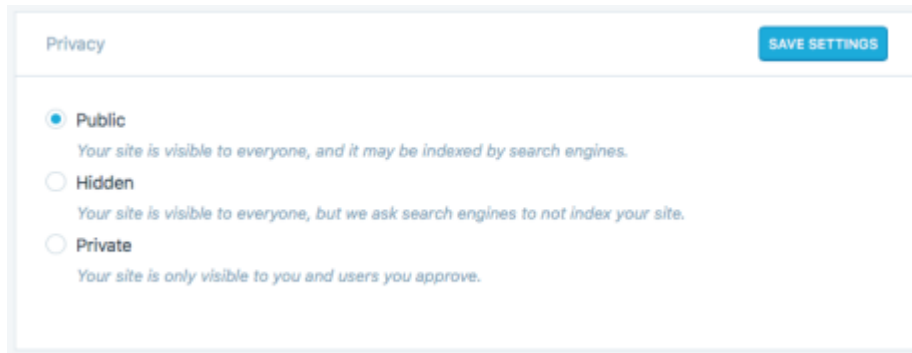 Privacy
SAVE SETTINGS
Public
Your site is visible to everyone, and it may be indexed by search engines.
Hidden
Your site is visible to everyone, but we ask search engines to not index your site.
Private
Your site is only visible to you and users you approve.